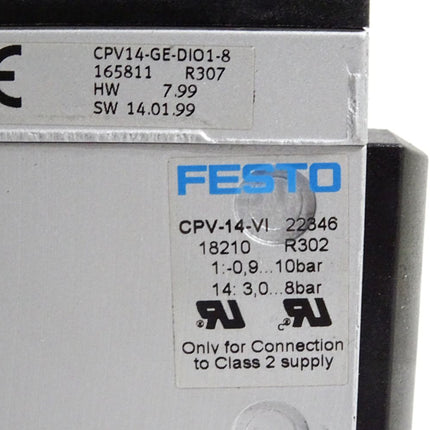 CE
CPV14-GE-DIO1-8
165811 R307
HW 7.99
SW 14.01.99
FESTO
CPV-14-VI 22346
18210 R302
1:-0,9...10bar
14: 3,0...8bar
Only for Connection
to Class 2 supply